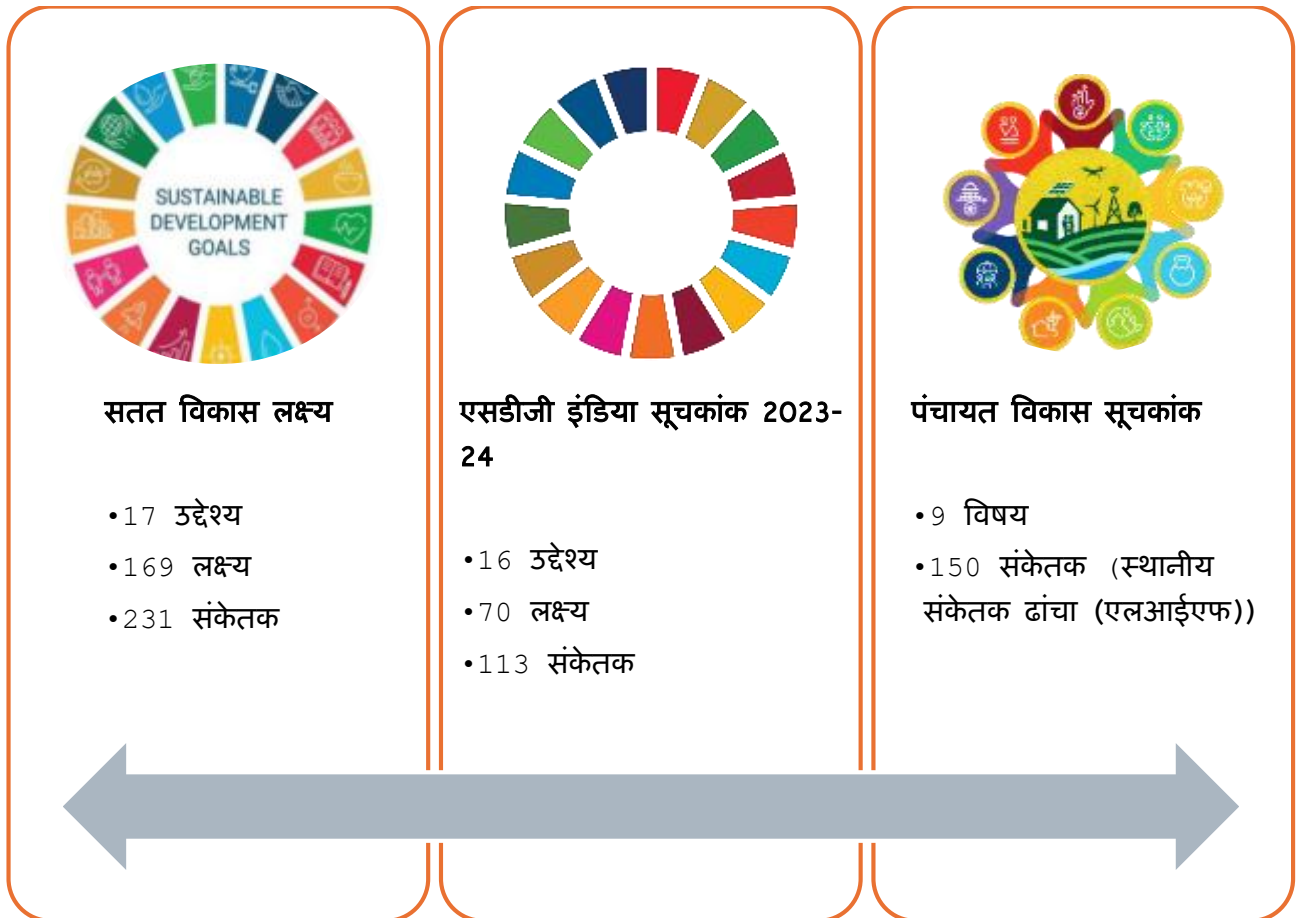 SUSTAINABLE
DEVELOPMENT
GOALS
सतत विकास लक्ष्य
•17 उद्देश्य
•169 लक्ष्य
•231 संकेतक
एसडीजी इंडिया सूचकांक 2023-
24
•16 उद्देश्य
•70 लक्ष्य
•113 संकेतक
पंचायत विकास सूचकांक
•9 विषय
•150 संकेतक (स्थानीय
संकेतक ढांचा (एलआईएफ))